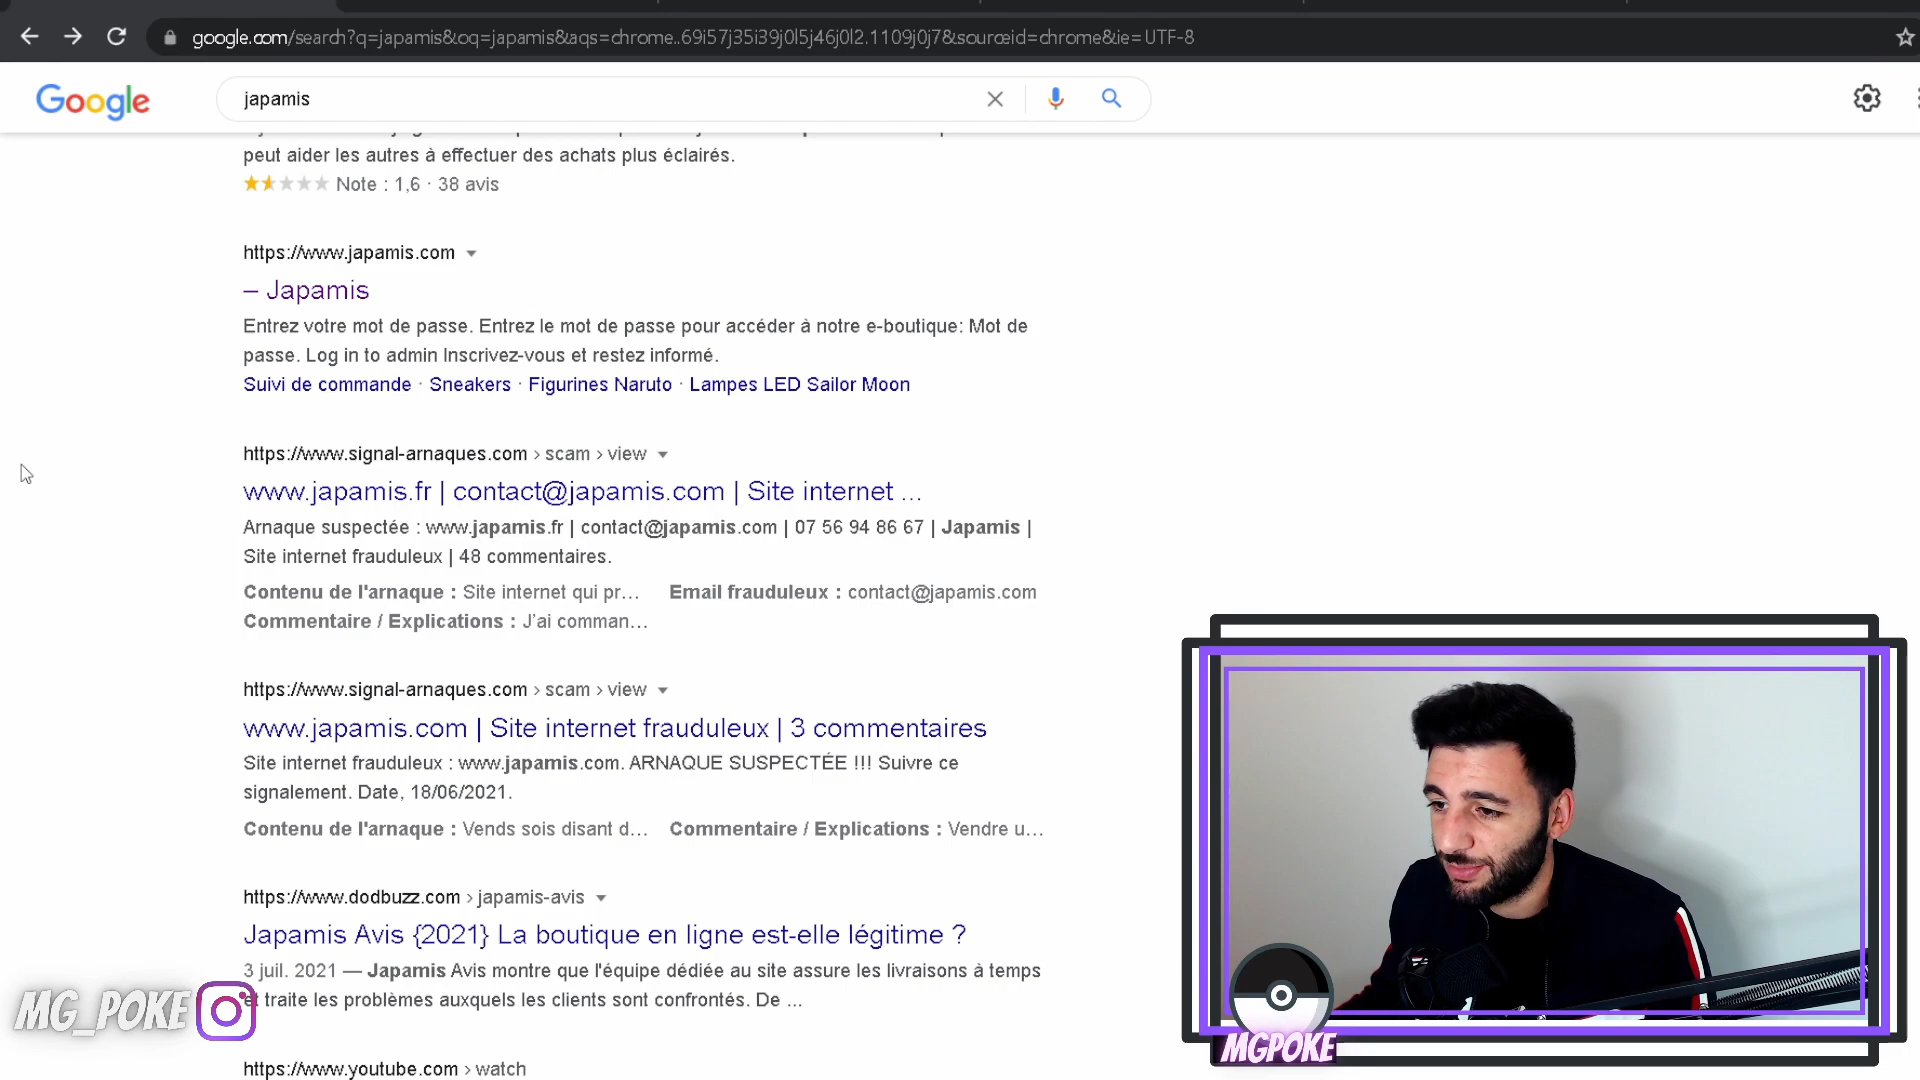 google.com/search?q=japamis&oq=japamis&aqs=chrome..69i57j35i39j0l5j46j0l2.1109j0j7&sourceid=chrome&ie=UTF-8
Google
japamis
peut aider les autres à effectuer des achats plus éclairés.
Note : 1,6 · 38 avis
https://www.japamis.com
– Japamis
Entrez votre mot de passe. Entrez le mot de passe pour accéder à notre e-boutique: Mot de
passe. Log in to admin Inscrivez-vous et restez informé.
Suivi de commande · Sneakers · Figurines Naruto · Lampes LED Sailor Moon
https://www.signal-arnaques.com › scam › view
www.japamis.fr | contact@japamis.com | Site internet ...
Arnaque suspectée : www.japamis.fr | contact@japamis.com | 07 56 94 86 67 | Japamis |
Site internet frauduleux | 48 commentaires.
Contenu de l'arnaque : Site internet qui pr… Email frauduleux : contact@japamis.com
Commentaire / Explications : J'ai comman…
https://www.signal-arnaques.com › scam › view
www.japamis.com | Site internet frauduleux | 3 commentaires
Site internet frauduleux : www.japamis.com. ARNAQUE SUSPECTÉE !!! Suivre ce
signalement. Date, 18/06/2021.
Contenu de l'arnaque : Vends sois disant d… Commentaire / Explications : Vendre u…
https://www.dodbuzz.com › japamis-avis
Japamis Avis {2021} La boutique en ligne est-elle légitime ?
3 juil. 2021 — Japamis Avis montre que l'équipe dédiée au site assure les livraisons à temps
et traite les problèmes auxquels les clients sont confrontés. De ...
https://www.youtube.com › watch
MG_POKE
MGPOKE